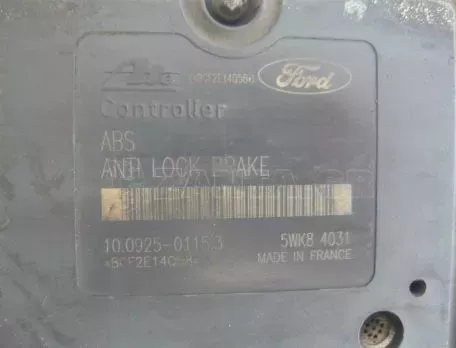 Ate
Ford
Controller
ABS
ANTI LOCK BRAKE
10.0925-0115.3
5WK8 4031
MADE IN FRANCE